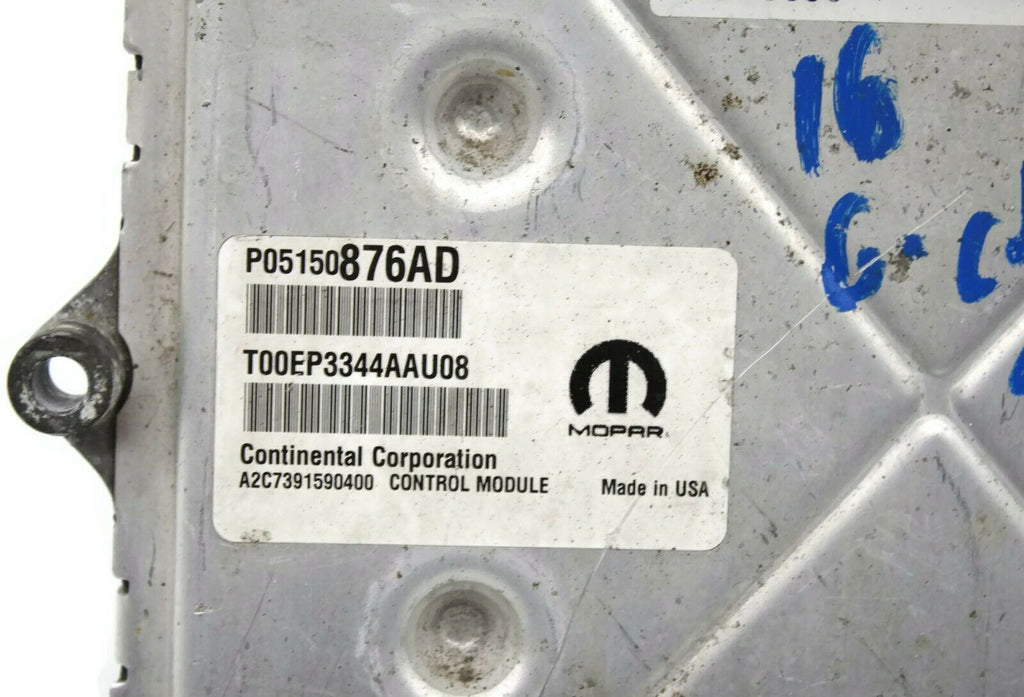 16
G-C
P05150876AD
T00EP3344AAU08
MOPAR
Continental Corporation
A2C7391590400 CONTROL MODULE Made in USA